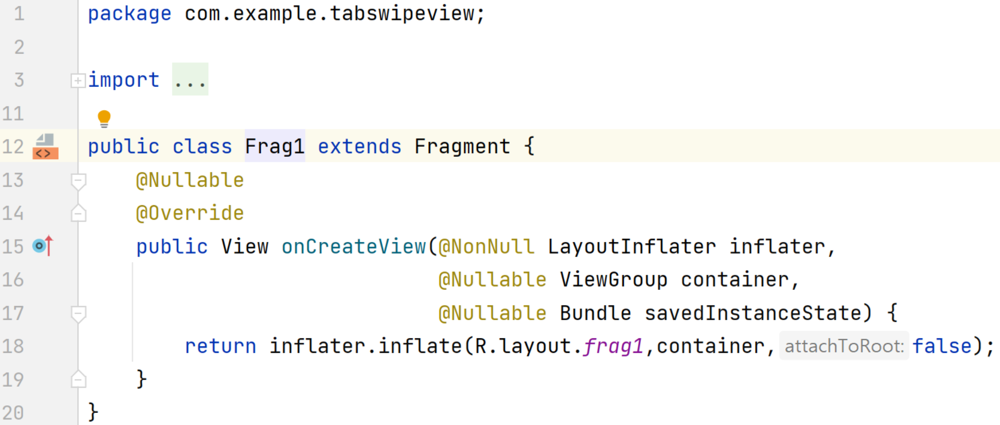 1 package com.example.tabswipeview;
2
3 import ...
11
12 <> public class Frag1 extends Fragment {
13 @Nullable
14 @Override
15 public View onCreateView(@NonNull LayoutInflater inflater,
16 @Nullable ViewGroup container,
17 @Nullable Bundle savedInstanceState) {
18 return inflater.inflate(R.layout.frag1,container, attachToRoot: false);
19 }
20 }